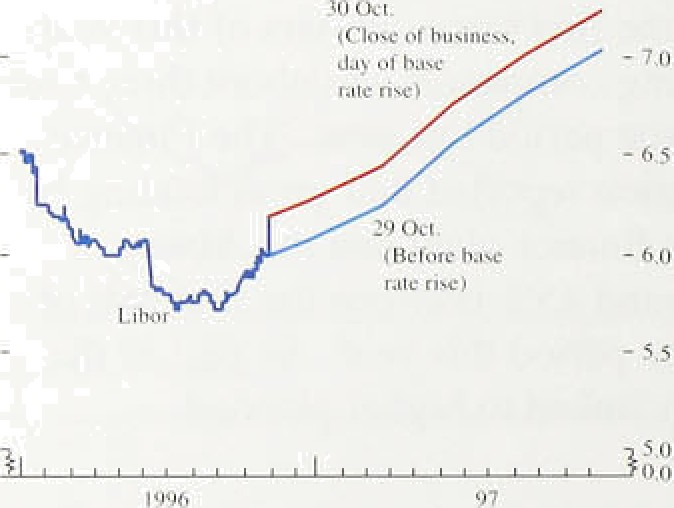 30 Oct.
(Close of business,
day of base
rate rise)
7.0
6.5
29 Oct.
(Before base
rate rise)
6.0
Libor
5.5
5.0
0.0
1996
97